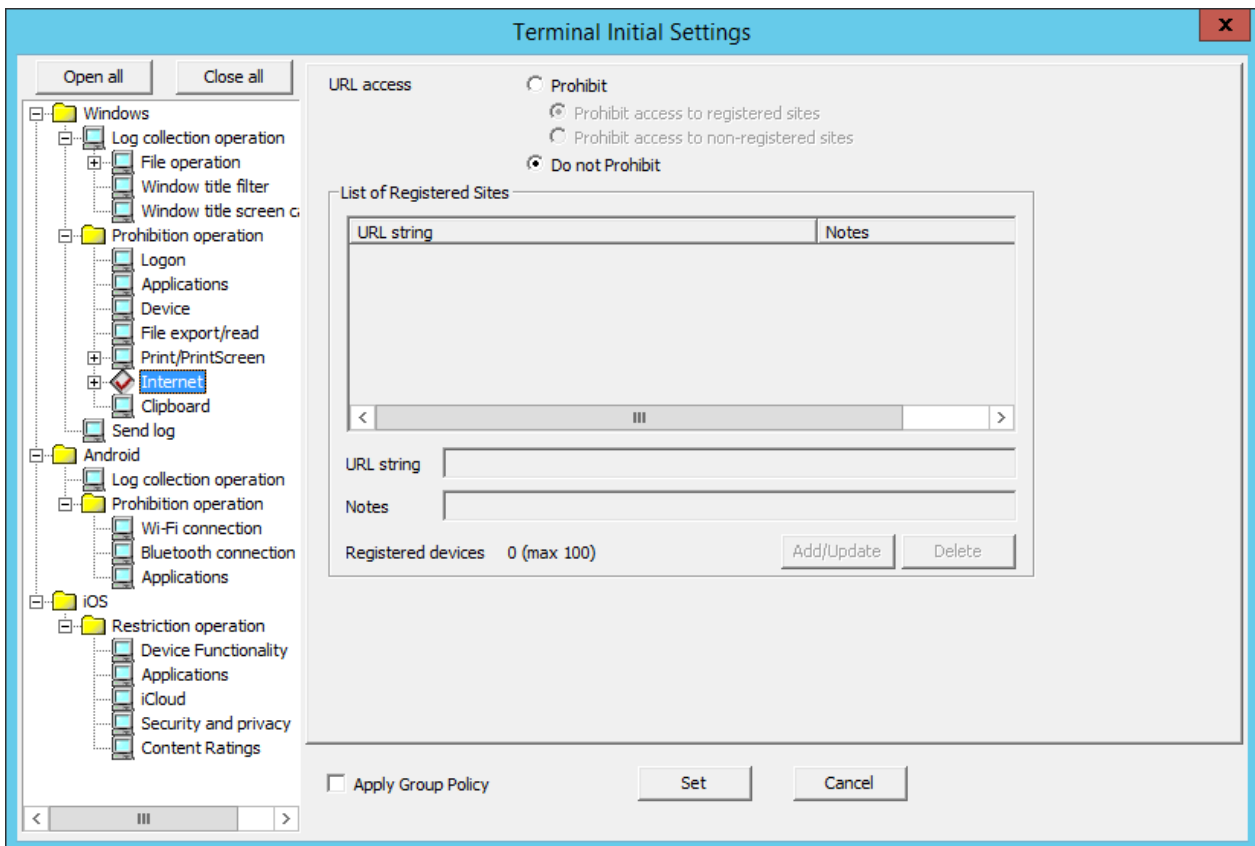 Terminal Initial Settings
x
Open all
Close all
Windows
Log collection operation
File operation
Window title filter
Window title screen ca
Prohibition operation
Logon
Applications
Device
File export/read
Print/PrintScreen
Internet
Clipboard
Send log
Android
Log collection operation
Prohibition operation
Wi-Fi connection
Bluetooth connection
Applications
iOS
Restriction operation
Device Functionality
Applications
iCloud
Security and privacy
Content Ratings
URL access
Prohibit
Prohibit access to registered sites
Prohibit access to non-registered sites
Do not Prohibit
List of Registered Sites
URL string Notes
URL string
Notes
Registered devices 0 (max 100) Add/Update Delete
Apply Group Policy Set Cancel